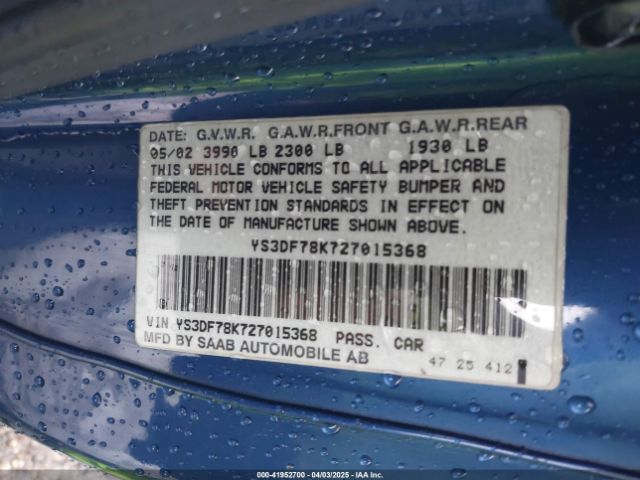 DATE: G.V.W.R. G.A.W.R.FRONT G.A.W.R.REAR
05/02 3990 LB 2300 LB 1930 LB
THIS VEHICLE CONFORMS TO ALL APPLICABLE
FEDERAL MOTOR VEHICLE SAFETY BUMPER AND
THEFT PREVENTION STANDARDS IN EFFECT ON
THE DATE OF MANUFACTURE SHOWN ABOVE.
YS3DF78K727015368
VIN YS3DF78K727015368 PASS. CAR
MFD BY SAAB AUTOMOBILE AB 47 25 412
000-41952700 - 04/03/2025 - IAAI.COM